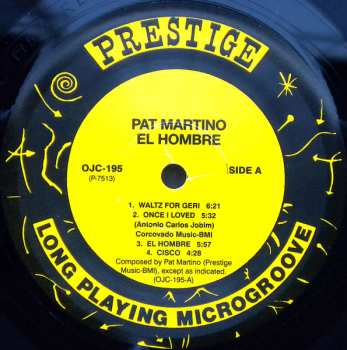 PRESTIGE
PAT MARTINO
EL HOMBRE
OJC-195
(P-7513)
SIDE A
1. WALTZ FOR GERI 6:21
2. ONCE I LOVED 5:32
(Antonio Carlos Jobim)
Corcovado Music-BMI
3. EL HOMBRE 5:57
4. CISCO 4:28
Composed by Pat Martino (Prestige
Music-BMI), except as indicated.
(OJC-195-A)
LONG PLAYING MICROGROOVE